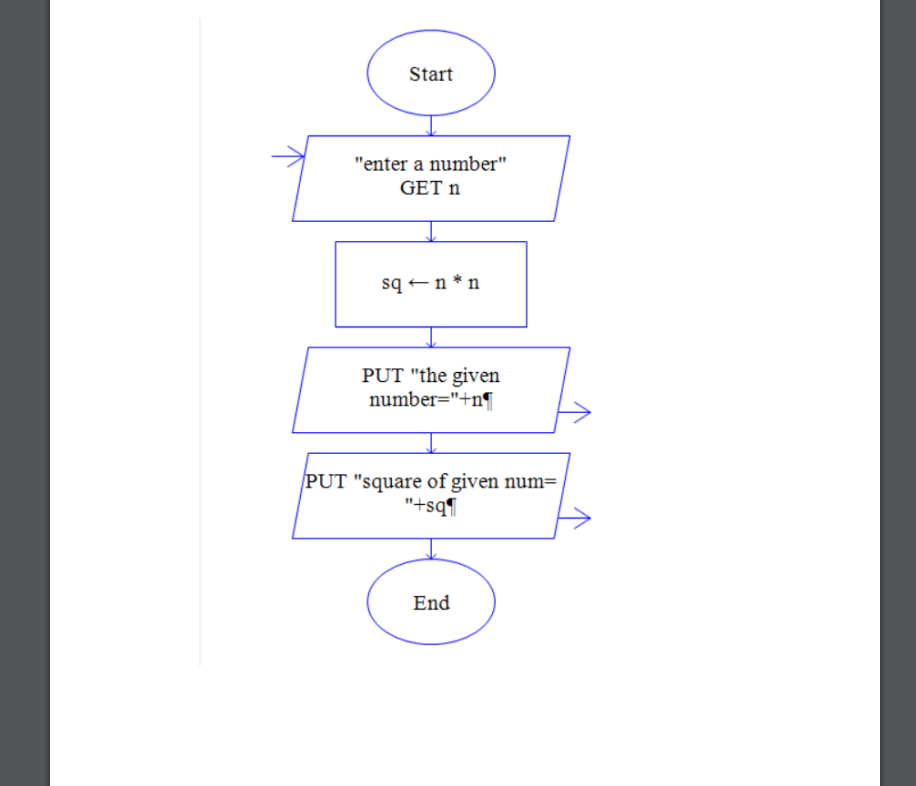 Start
"enter a number"
GET n
sq ← n * n
PUT "the given
number="+n¶
PUT "square of given num=
"+sq¶
End